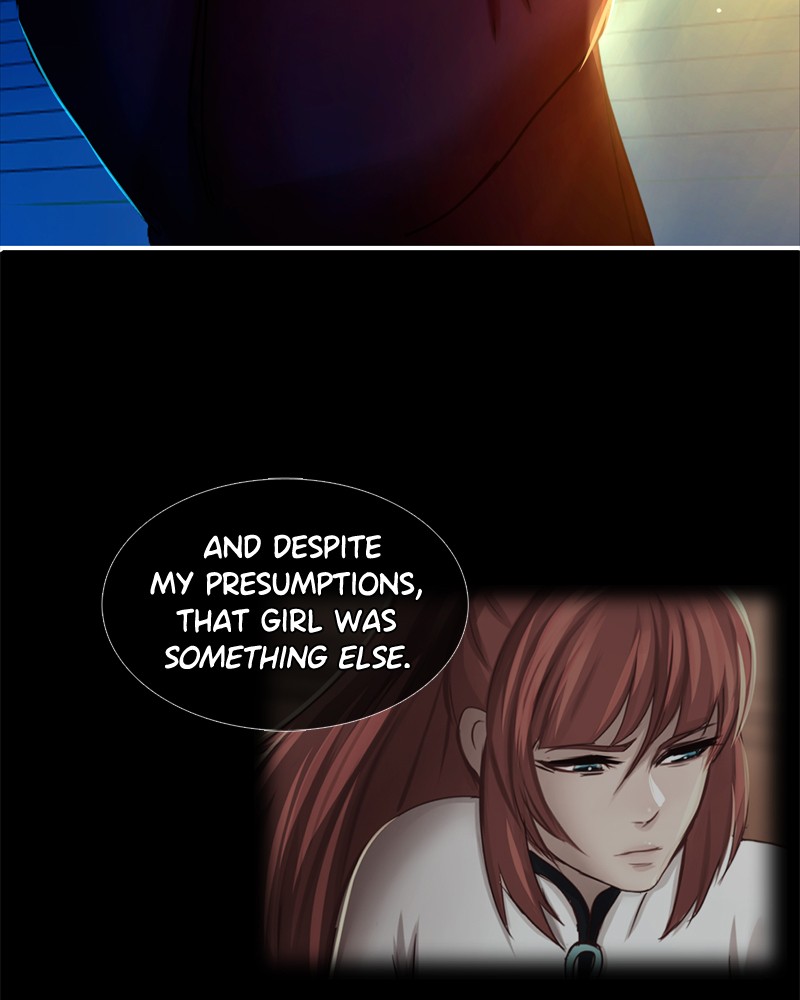 AND DESPITE
MY PRESUMPTIONS,
THAT GIRL WAS
SOMETHING ELSE.